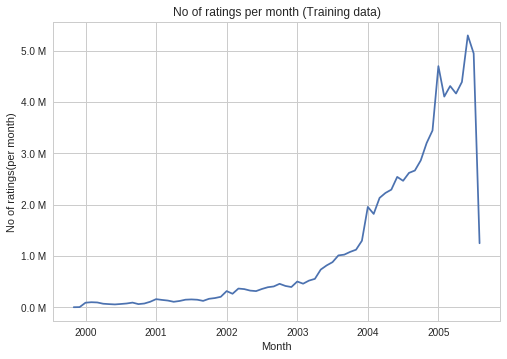 No of ratings per month (Training data)
5.0 M
4.0 M
3.0 M
2.0 M
1.0 M
0.0 M
No of ratings(per month)
2000 2001 2002 2003 2004 2005
Month